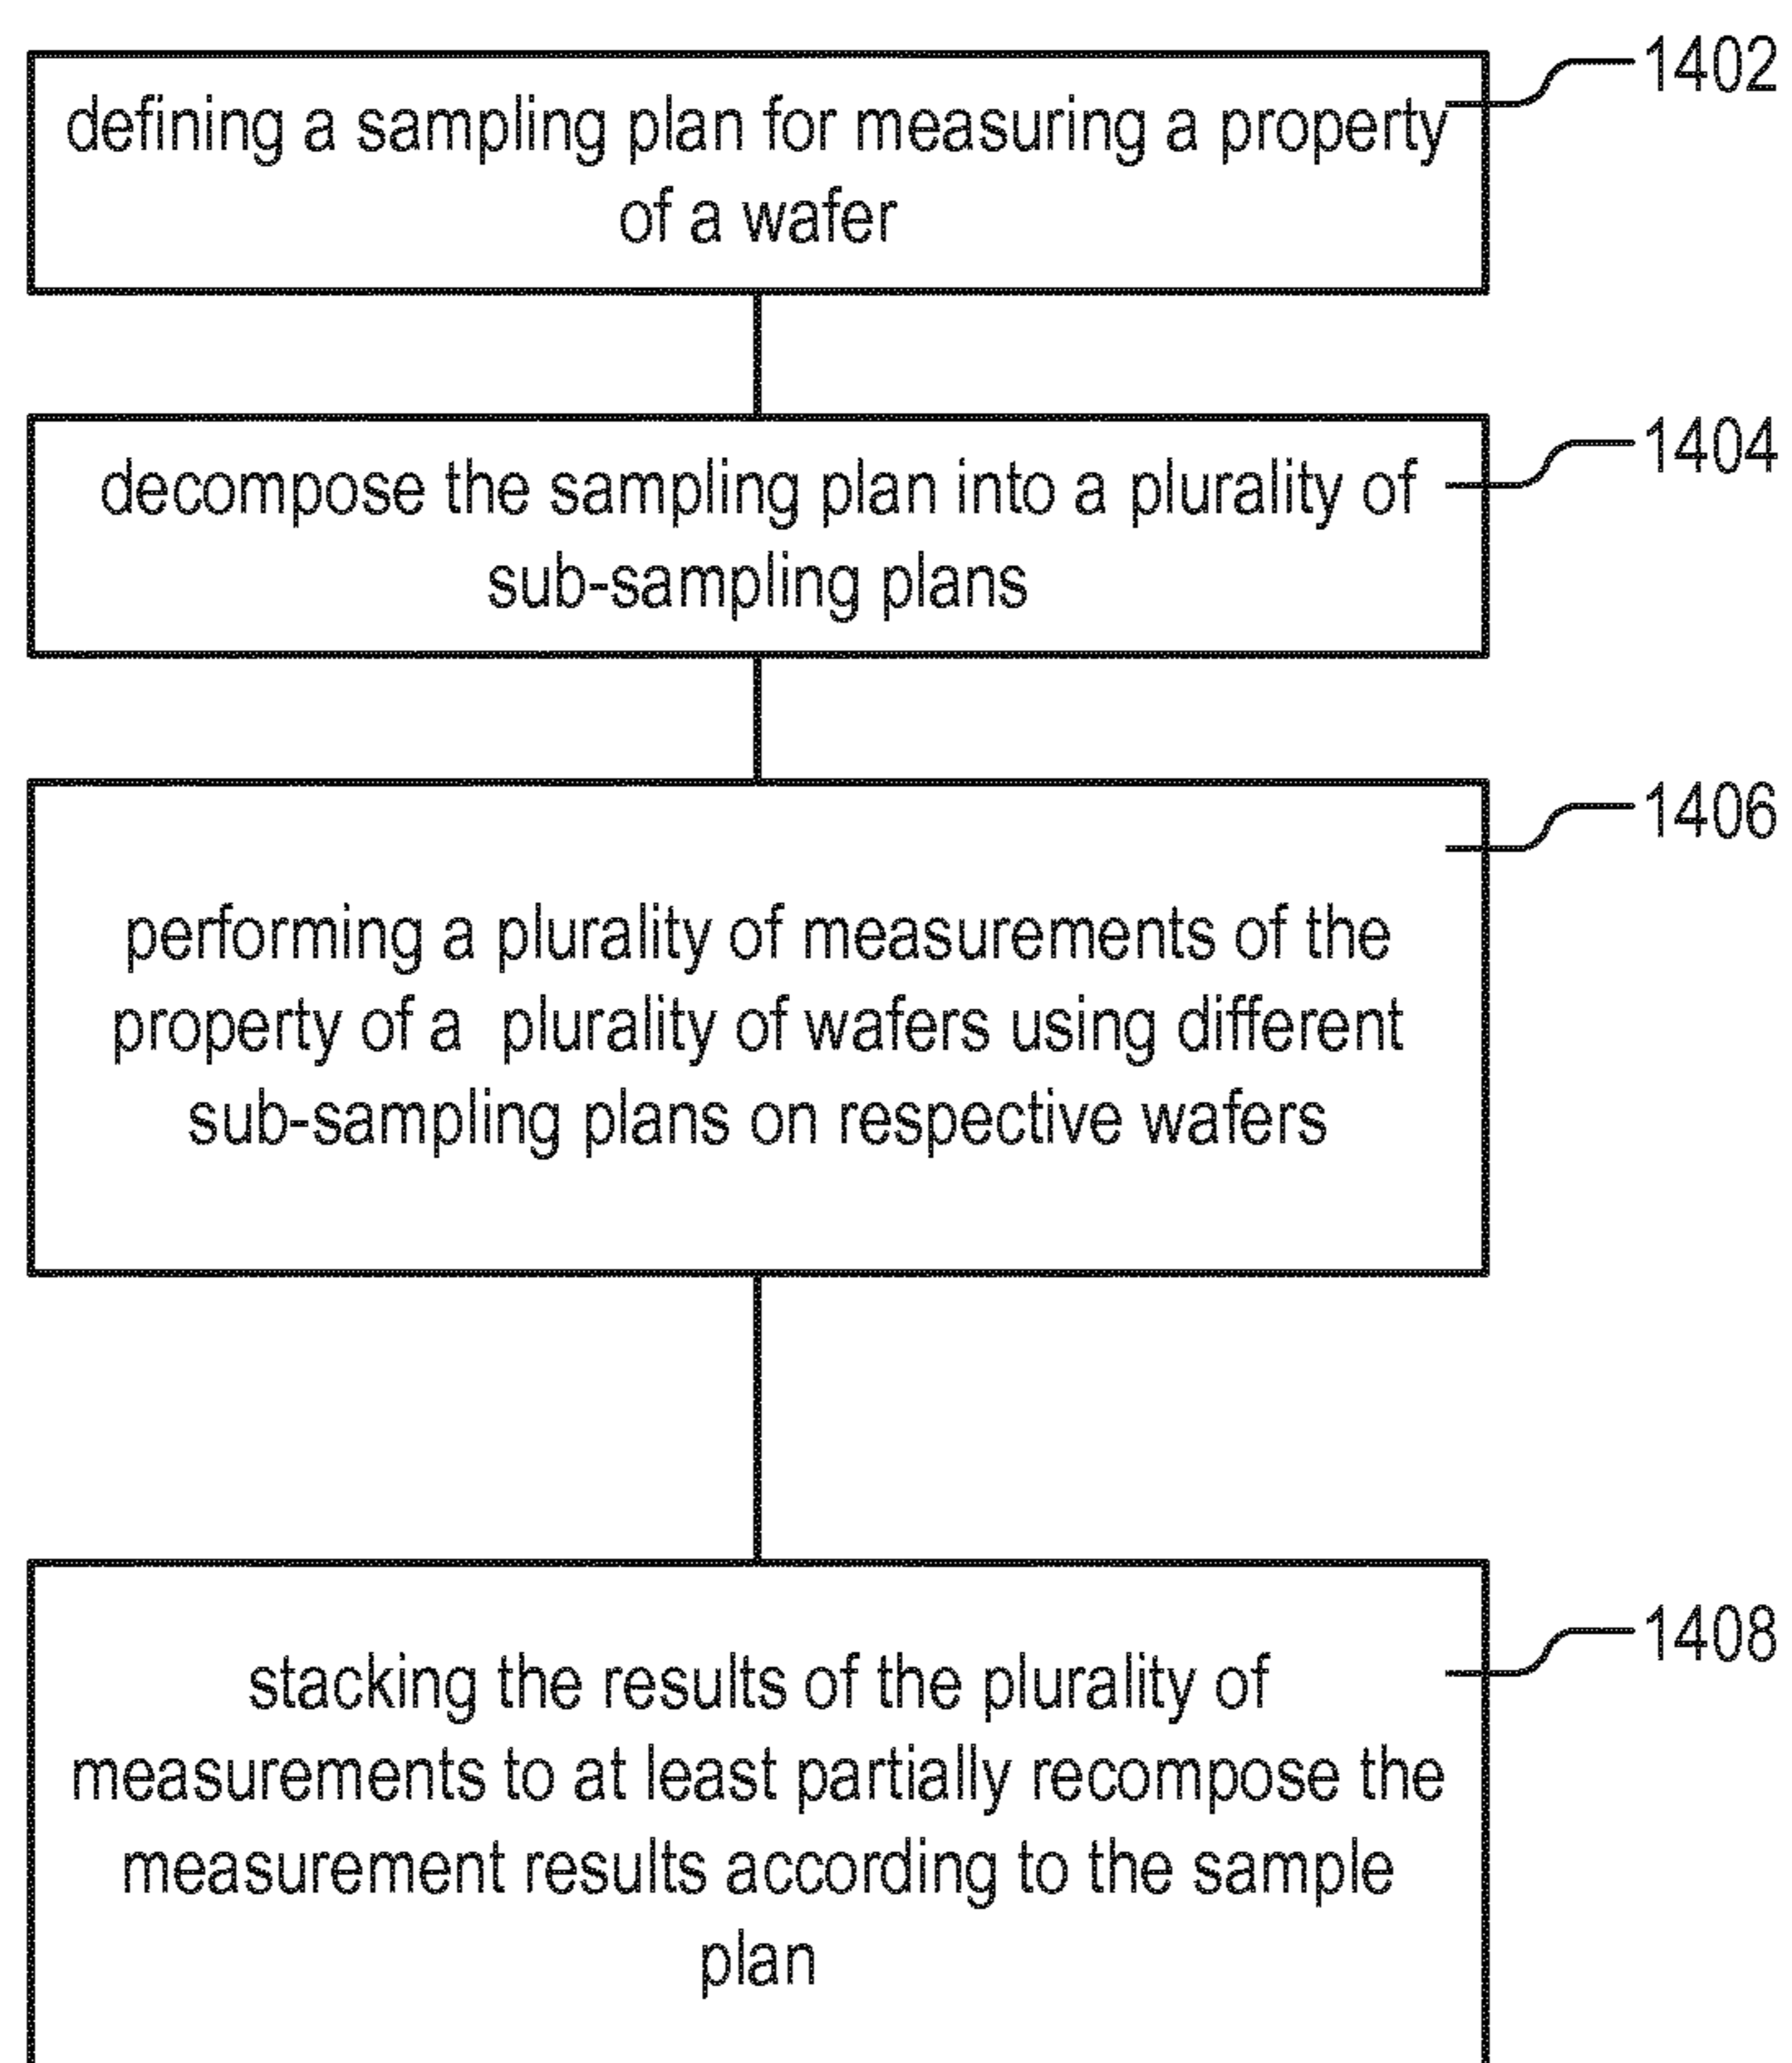 1402
defining a sampling plan for measuring a property
of a wafer
1404
decompose the sampling plan into a plurality of
sub-sampling plans
1406
performing a plurality of measurements of the
property of a plurality of wafers using different
sub-sampling plans on respective wafers
1408
stacking the results of the plurality of
measurements to at least partially recompose the
measurement results according to the sample
plan